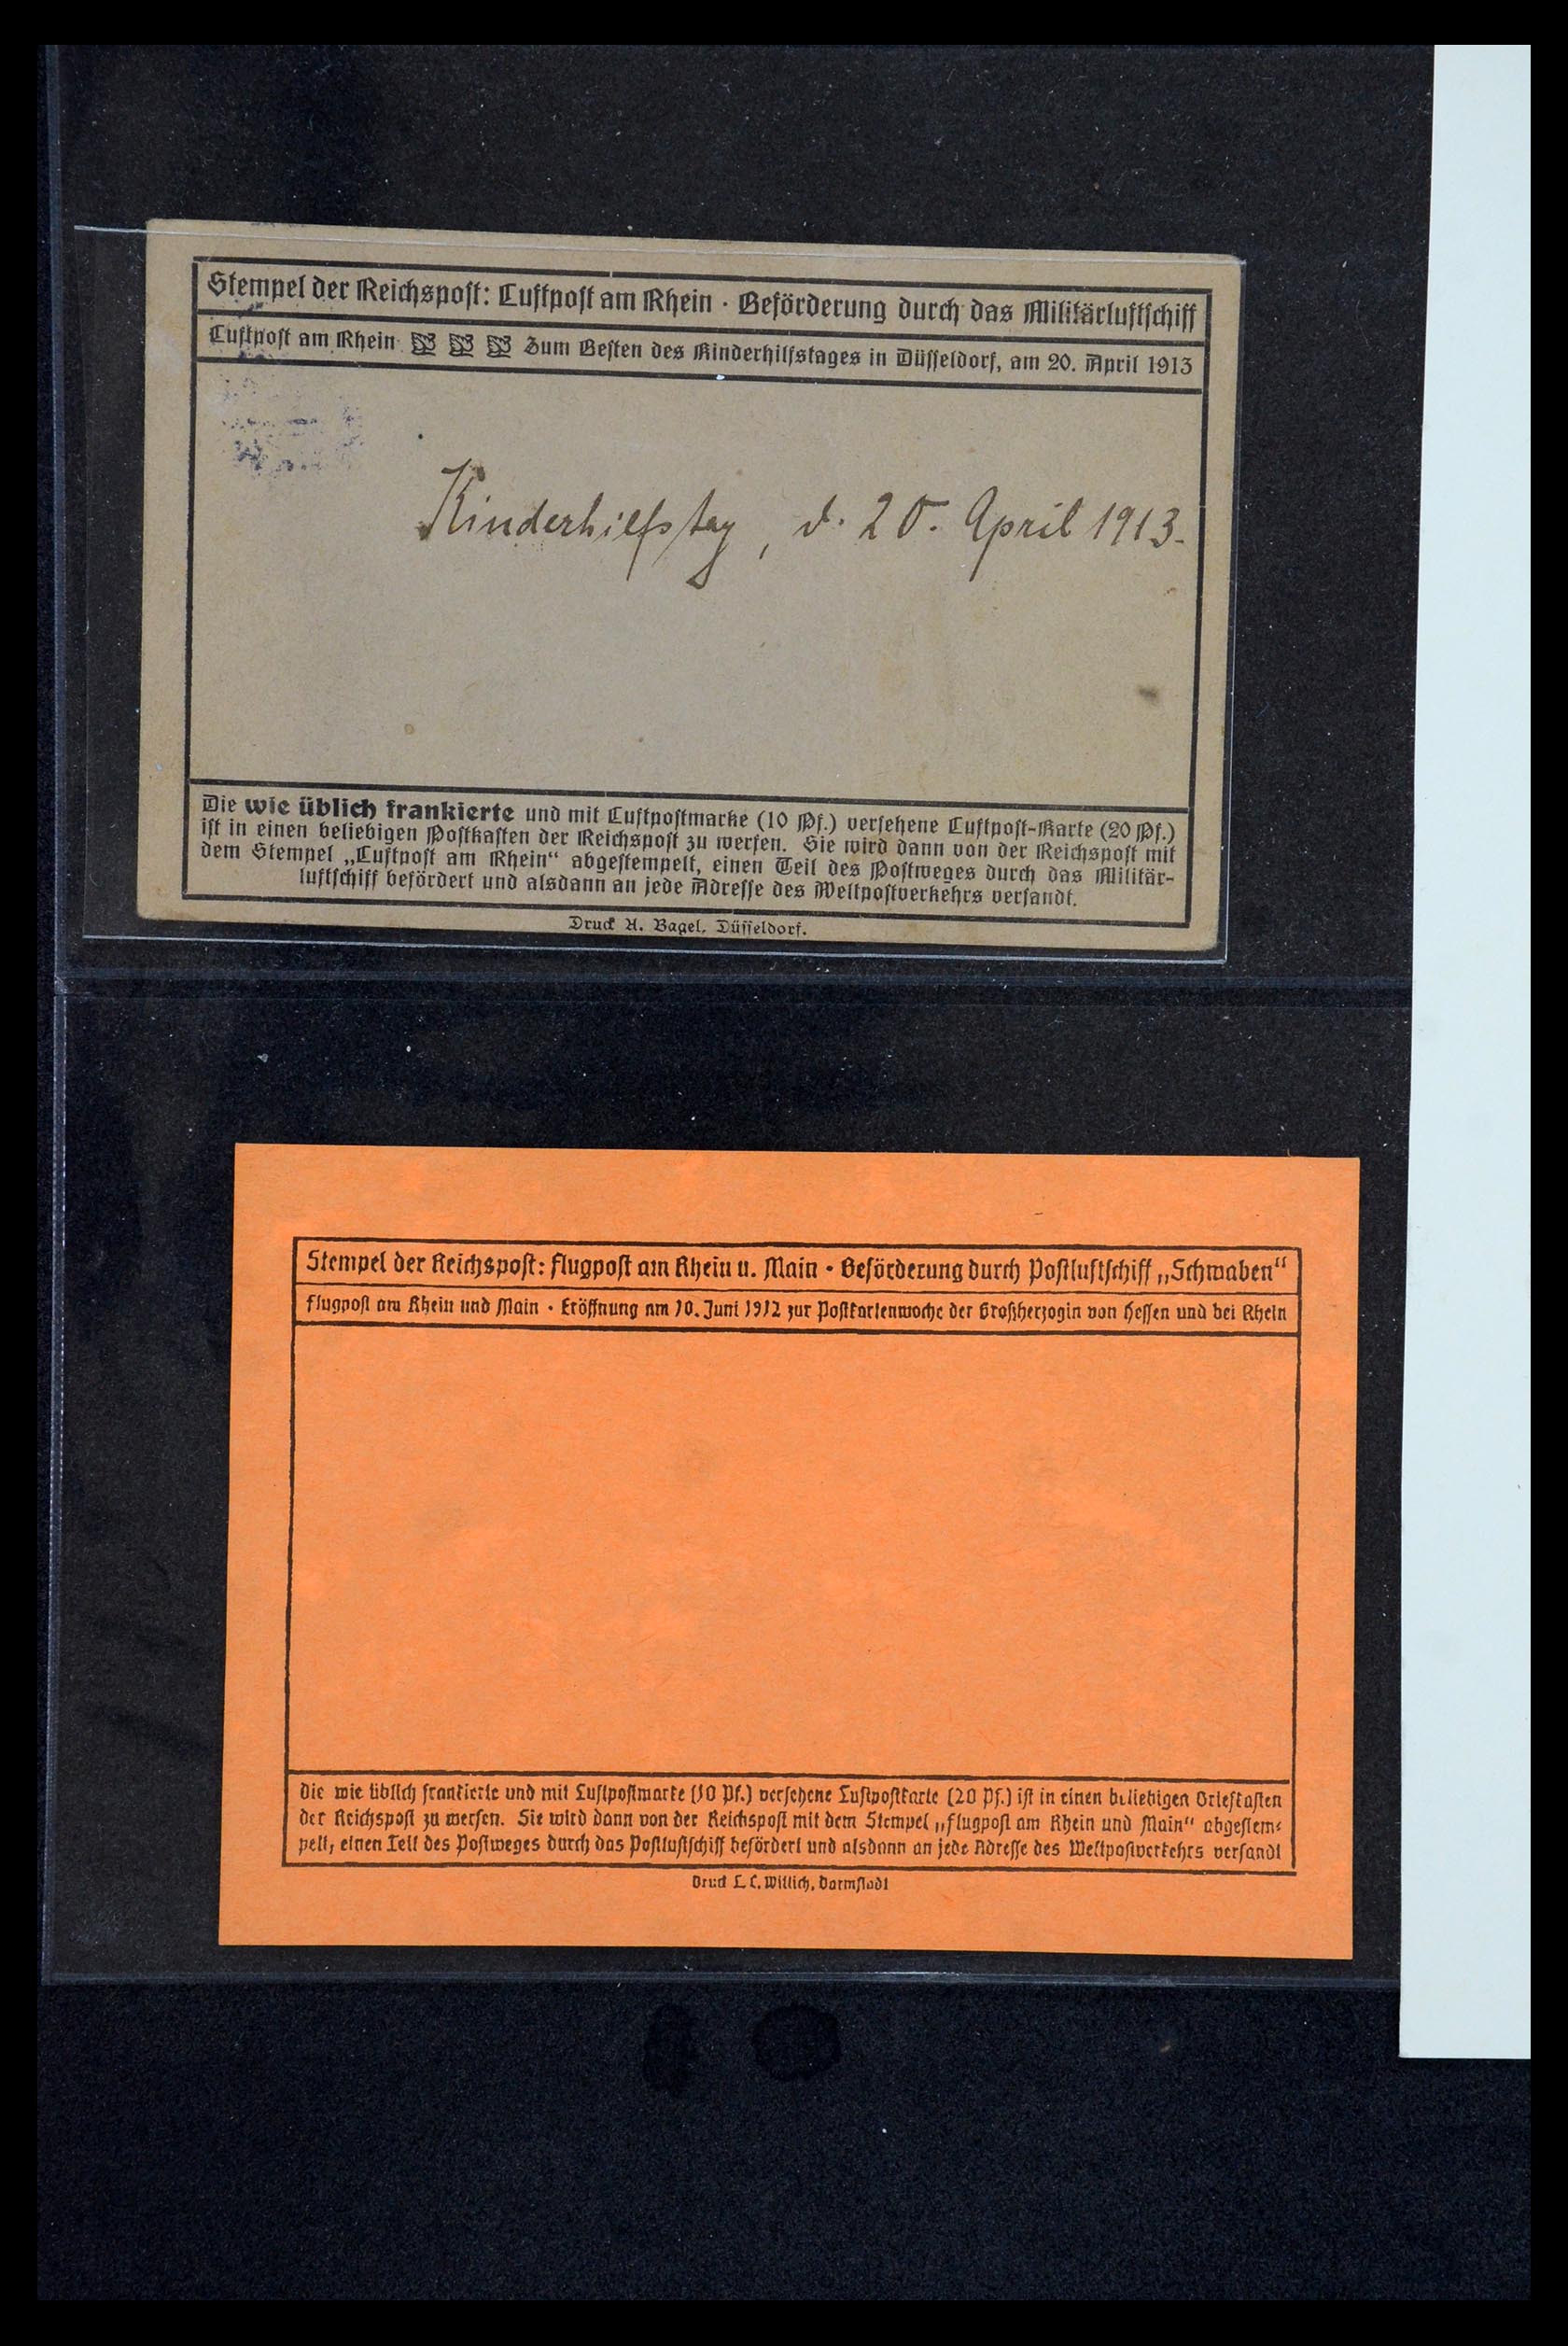 Stempel der Reichspost: Luftpost am Rhein · Beförderung durch das Militärluftschiff
Luftpost am Rhein Zum Besten des Kinderhilfstages in Düsseldorf, am 20. April 1913
Kinderhilfstag, d. 20. April 1913.
Die wie üblich frankierte und mit Luftpostmarke (10 Pf.) versehene Luftpost-Karte (20 Pf.)
ist in einen beliebigen Postkasten der Reichspost zu werfen. Sie wird dann von der Reichspost mit
dem Stempel „Luftpost am Rhein“ abgestempelt, einen Teil des Postweges durch das Militär-
luftschiff befördert und alsdann an jede Adresse des Weltpostverkehrs versandt.
Druck A. Bagel, Düsseldorf.
Stempel der Reichspost: Flugpost am Rhein u. Main · Beförderung durch Postluftschiff „Schwaben“
Flugpost am Rhein und Main · Eröffnung am 10. Juni 1912 zur Postkartenwoche der Großherzogin von Hessen und bei Rhein
Die wie üblich frankierte und mit Luftpostmarke (10 Pf.) versehene Luftpostkarte (20 Pf.) ist in einen beliebigen Briefkasten
der Reichspost zu werfen. Sie wird dann von der Reichspost mit dem Stempel „Flugpost am Rhein und Main“ abgestem-
pelt, einen Teil des Postweges durch das Postluftschiff befördert und alsdann an jede Adresse des Weltpostverkehrs versandt
Druck L. C. Wittich, Darmstadt